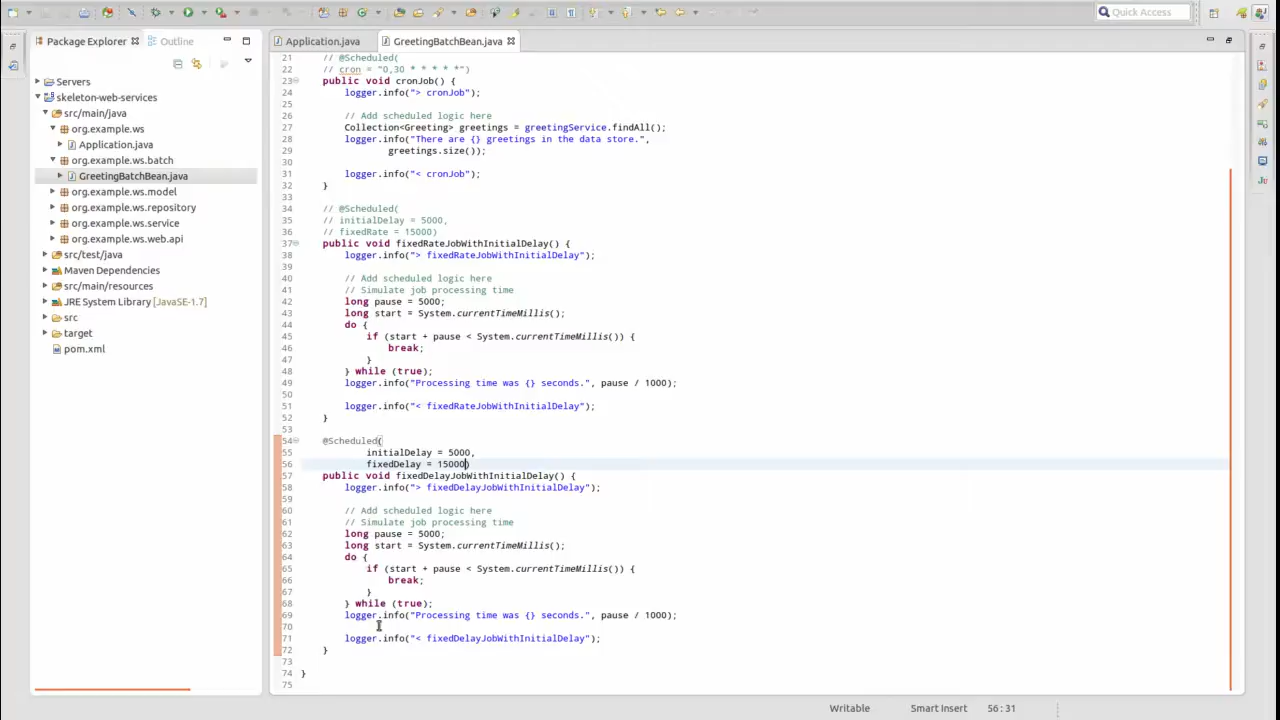 Quick Access
Package Explorer
Outline
Application.java
GreetingBatchBean.java
Servers
skeleton-web-services
src/main/java
org.example.ws
Application.java
org.example.ws.batch
GreetingBatchBean.java
org.example.ws.model
org.example.ws.repository
org.example.ws.service
org.example.ws.web.api
src/test/java
Maven Dependencies
src/main/resources
JRE System Library [JavaSE-1.7]
src
target
pom.xml
21 // @Scheduled(
22 // cron = "0,30 * * * * *")
23 public void cronJob() {
24 logger.info("> cronJob");
25
26 // Add scheduled logic here
27 Collection<Greeting> greetings = greetingService.findAll();
28 logger.info("There are {} greetings in the data store.",
29 greetings.size());
30
31 logger.info("< cronJob");
32 }
33
34 // @Scheduled(
35 // initialDelay = 5000,
36 // fixedRate = 15000)
37 public void fixedRateJobWithInitialDelay() {
38 logger.info("> fixedRateJobWithInitialDelay");
39
40 // Add scheduled logic here
41 // Simulate job processing time
42 long pause = 5000;
43 long start = System.currentTimeMillis();
44 do {
45 if (start + pause < System.currentTimeMillis()) {
46 break;
47 }
48 } while (true);
49 logger.info("Processing time was {} seconds.", pause / 1000);
50
51 logger.info("< fixedRateJobWithInitialDelay");
52 }
53
54 @Scheduled(
55 initialDelay = 5000,
56 fixedDelay = 15000)
57 public void fixedDelayJobWithInitialDelay() {
58 logger.info("> fixedDelayJobWithInitialDelay");
59
60 // Add scheduled logic here
61 // Simulate job processing time
62 long pause = 5000;
63 long start = System.currentTimeMillis();
64 do {
65 if (start + pause < System.currentTimeMillis()) {
66 break;
67 }
68 } while (true);
69 logger.info("Processing time was {} seconds.", pause / 1000);
70
71 logger.info("< fixedDelayJobWithInitialDelay");
72 }
73
74 }
75
Writable
Smart Insert
56 : 31